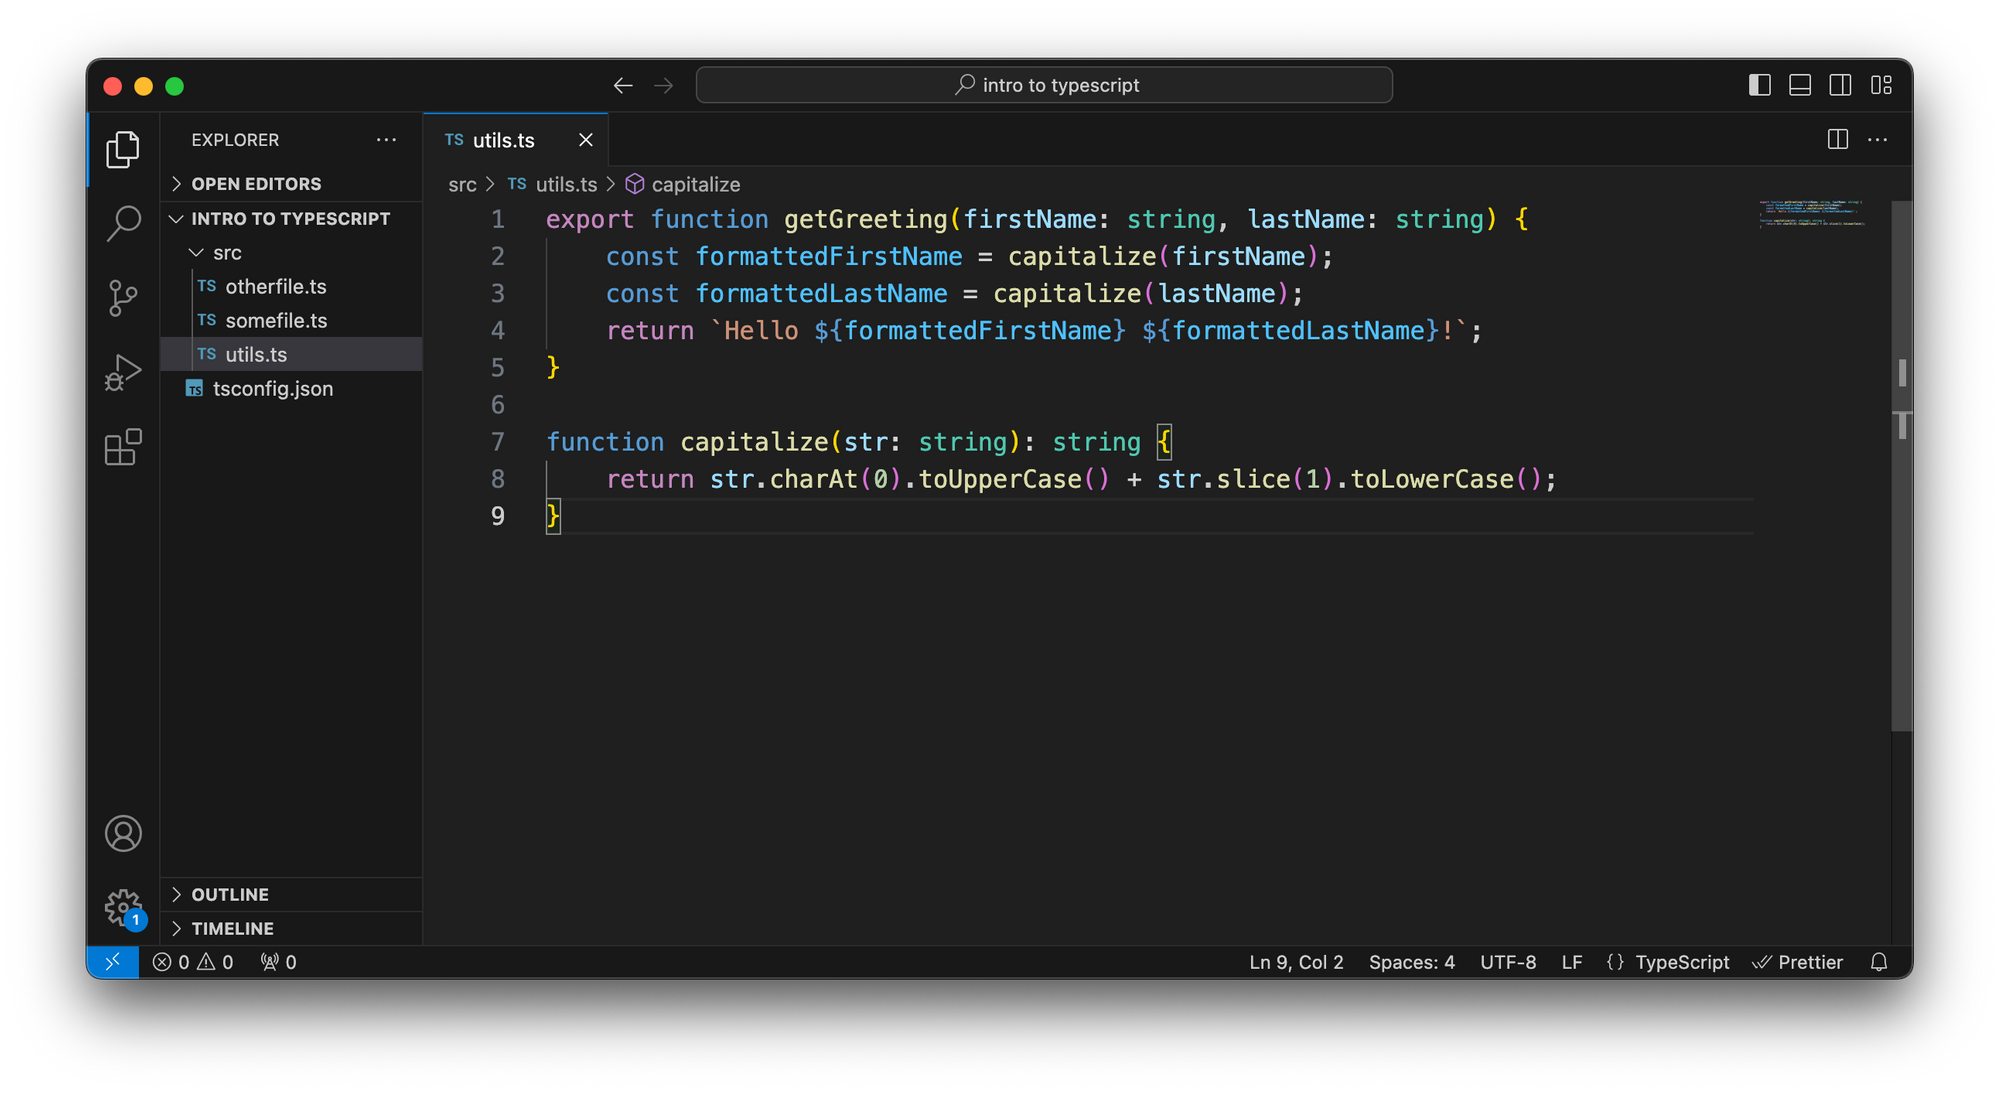 intro to typescript
EXPLORER
OPEN EDITORS
INTRO TO TYPESCRIPT
src
TS otherfile.ts
TS somefile.ts
TS utils.ts
TS tsconfig.json
OUTLINE
TIMELINE
1
TS utils.ts
src > TS utils.ts > capitalize
1 export function getGreeting(firstName: string, lastName: string) {
2     const formattedFirstName = capitalize(firstName);
3     const formattedLastName = capitalize(lastName);
4     return `Hello ${formattedFirstName} ${formattedLastName}!`;
5 }
6
7 function capitalize(str: string): string {
8     return str.charAt(0).toUpperCase() + str.slice(1).toLowerCase();
9 }
0 0 0 Ln 9, Col 2 Spaces: 4 UTF-8 LF {} TypeScript Prettier